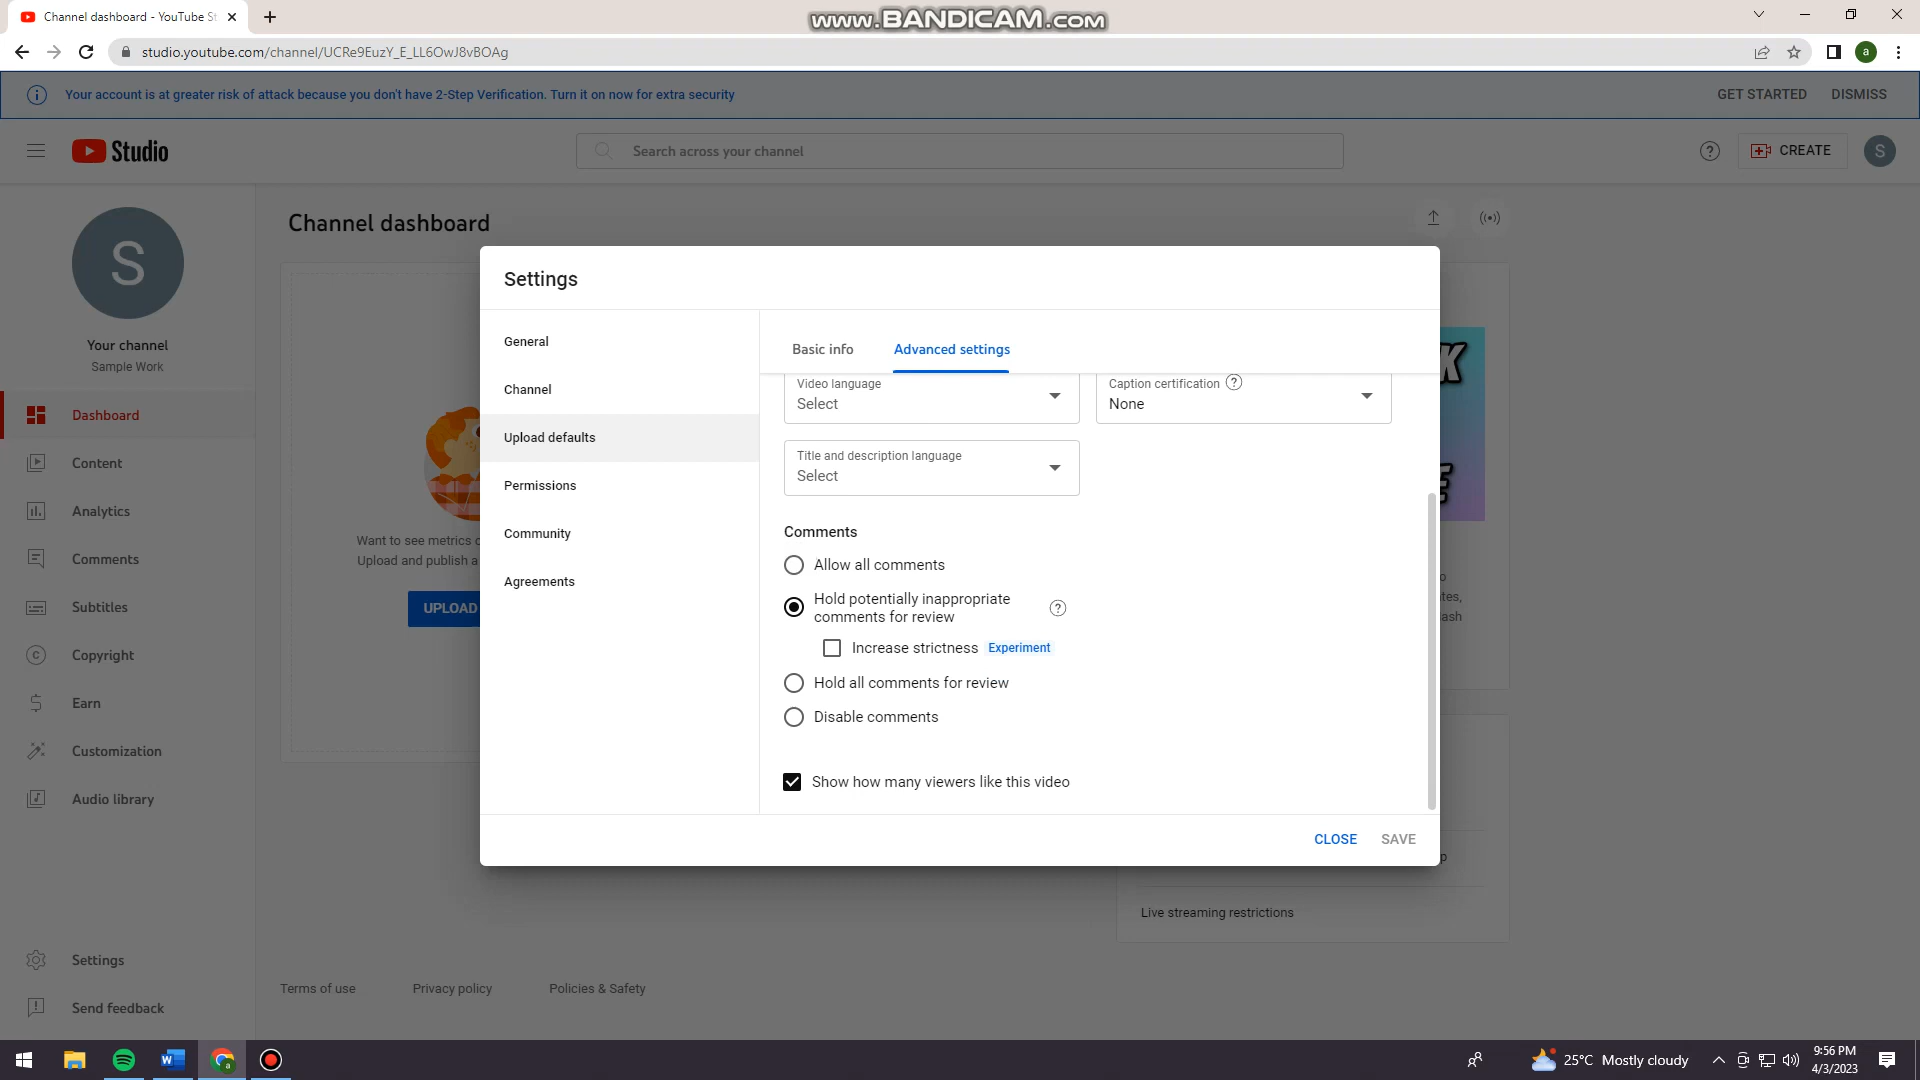 Channel dashboard - YouTube St
www.BANDICAM.com
studio.youtube.com/channel/UCRe9EuzY_E_LL6OwJ8vBOAg
a
Your account is at greater risk of attack because you don't have 2-Step Verification. Turn it on now for extra security
GET STARTED
DISMISS
Studio
Search across your channel
CREATE
S
S
Your channel
Sample Work
Dashboard
Content
Analytics
Comments
Subtitles
Copyright
Earn
Customization
Audio library
Settings
Send feedback
Channel dashboard
Want to see metrics
Upload and publish a
UPLOAD
Settings
General
Channel
Upload defaults
Permissions
Community
Agreements
Basic info
Advanced settings
Video language
Select
Caption certification
None
Title and description language
Select
Comments
Allow all comments
Hold potentially inappropriate
comments for review
Increase strictness Experiment
Hold all comments for review
Disable comments
Show how many viewers like this video
CLOSE
SAVE
K
E
Live streaming restrictions
Terms of use
Privacy policy
Policies & Safety
25°C Mostly cloudy
9:56 PM
4/3/2023